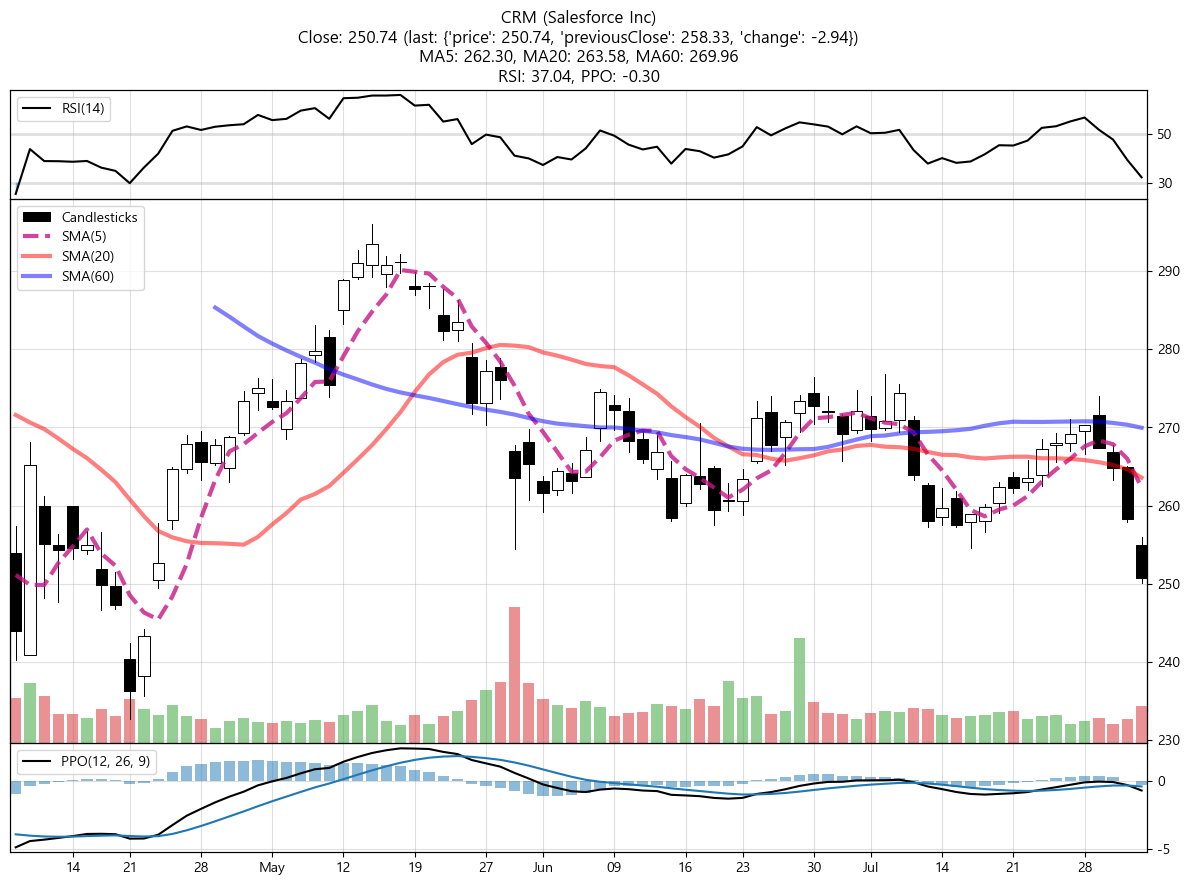 CRM (Salesforce Inc)
Close: 250.74 (last: {'price': 250.74, 'previousClose': 258.33, 'change': -2.94})
MA5: 262.30, MA20: 263.58, MA60: 269.96
RSI: 37.04, PPO: -0.30
RSI(14)
50
30
Candlesticks
SMA(5)
SMA(20)
SMA(60)
290
280
270
260
250
240
230
PPO(12, 26, 9)
0
-5
14 21 28 May 12 19 27 Jun 09 16 23 30 Jul 14 21 28